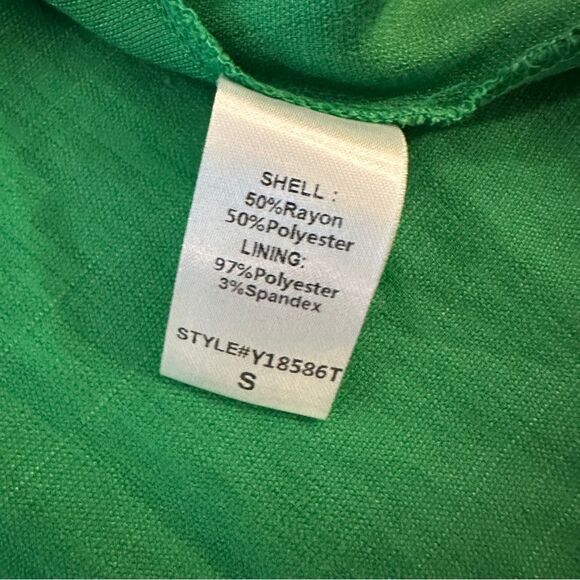 SHELL :
50%Rayon
50%Polyester
LINING:
97%Polyester
3%Spandex
STYLE#Y18586T
S